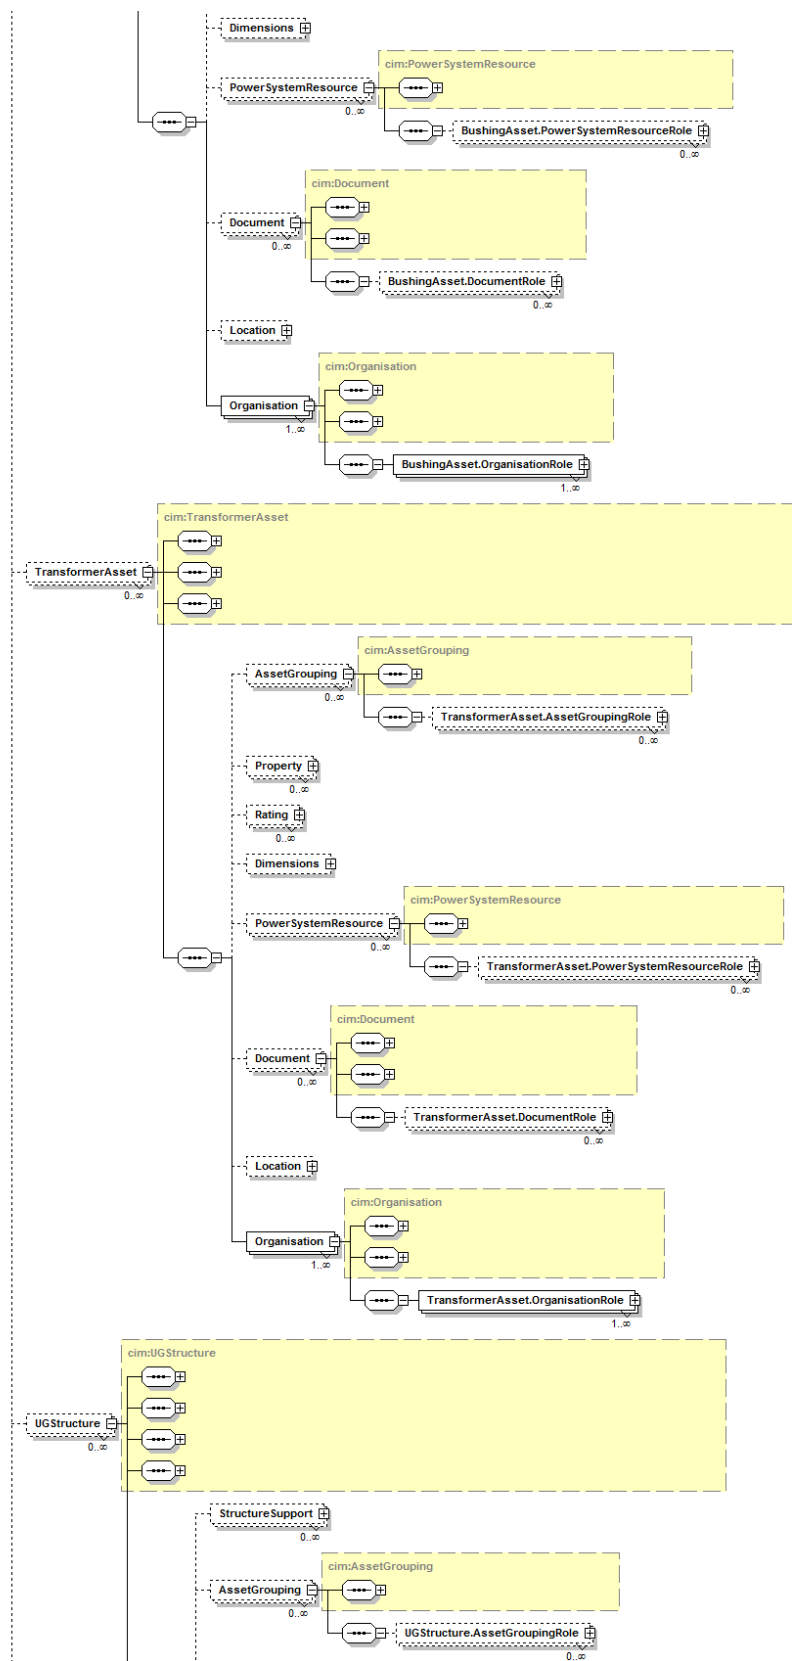 Dimensions
cim:PowerSystemResource
PowerSystemResource
0..∞
BushingAsset.PowerSystemResourceRole
0..∞
cim:Document
Document
0..∞
BushingAsset.DocumentRole
0..∞
Location
cim:Organisation
Organisation
1..∞
BushingAsset.OrganisationRole
1..∞
cim:TransformerAsset
TransformerAsset
0..∞
cim:AssetGrouping
AssetGrouping
0..∞
TransformerAsset.AssetGroupingRole
0..∞
Property
0..∞
Rating
0..∞
Dimensions
cim:PowerSystemResource
PowerSystemResource
0..∞
TransformerAsset.PowerSystemResourceRole
0..∞
cim:Document
Document
0..∞
TransformerAsset.DocumentRole
0..∞
Location
cim:Organisation
Organisation
1..∞
TransformerAsset.OrganisationRole
1..∞
cim:UGStructure
UGStructure
0..∞
StructureSupport
0..∞
cim:AssetGrouping
AssetGrouping
0..∞
UGStructure.AssetGroupingRole
0..∞